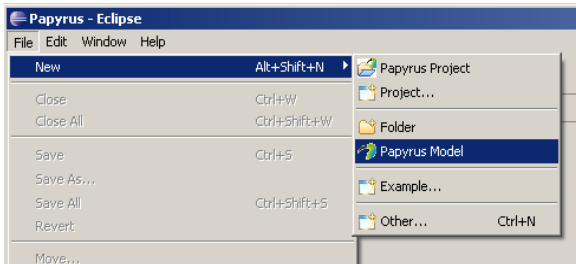 Papyrus - Eclipse
File Edit Window Help
New Alt+Shift+N
Close Ctrl+W
Close All Ctrl+Shift+W
Save Ctrl+S
Save As...
Save All Ctrl+Shift+S
Revert
Move...
Papyrus Project
Project...
Folder
Papyrus Model
Example...
Other... Ctrl+N